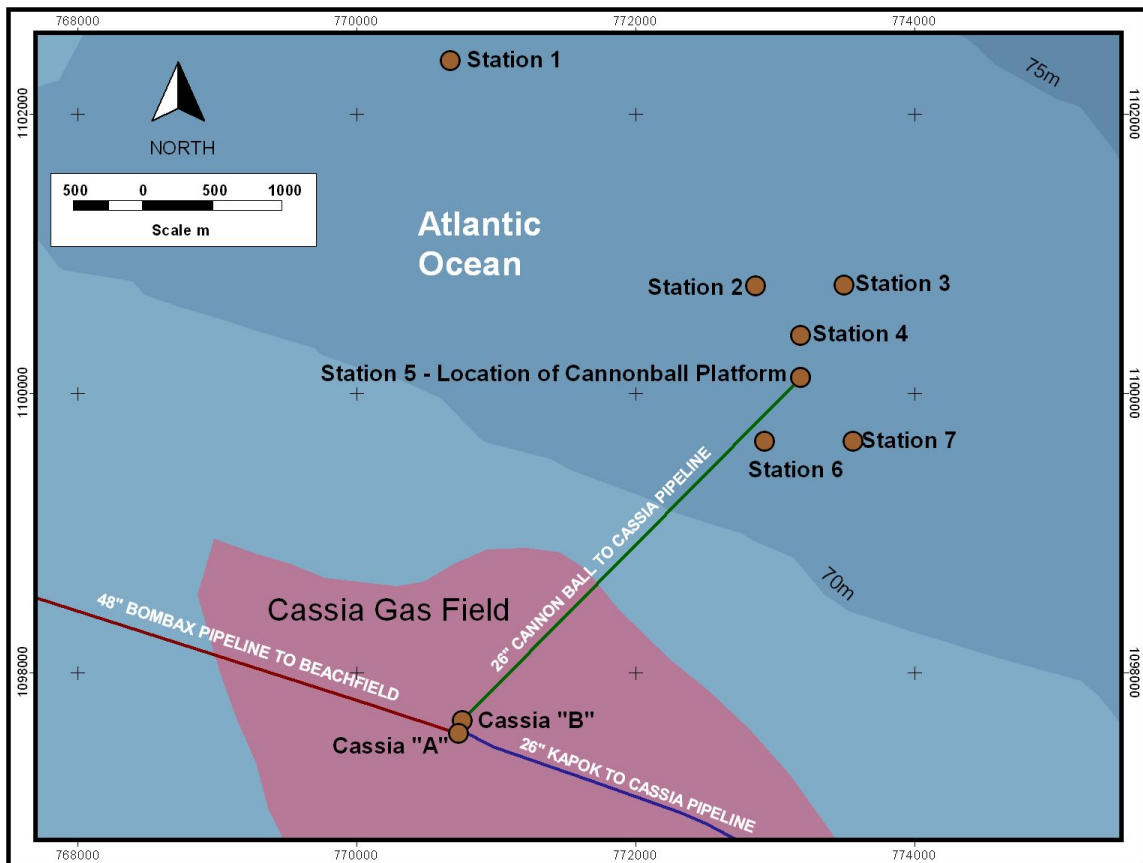 768000
770000
772000
774000
75m
Station 1
1102000
1102000
NORTH
500 0 500 1000
Scale m
Atlantic
Ocean
Station 2
Station 3
Station 4
Station 5 - Location of Cannonball Platform
1100000
1100000
Station 7
Station 6
26" CANNON BALL TO CASSIA PIPELINE
70m
Cassia Gas Field
48" BOMBAX PIPELINE TO BEACHFIELD
1098000
1098000
Cassia "B"
Cassia "A"
26" KAPOK TO CASSIA PIPELINE
768000
770000
772000
774000